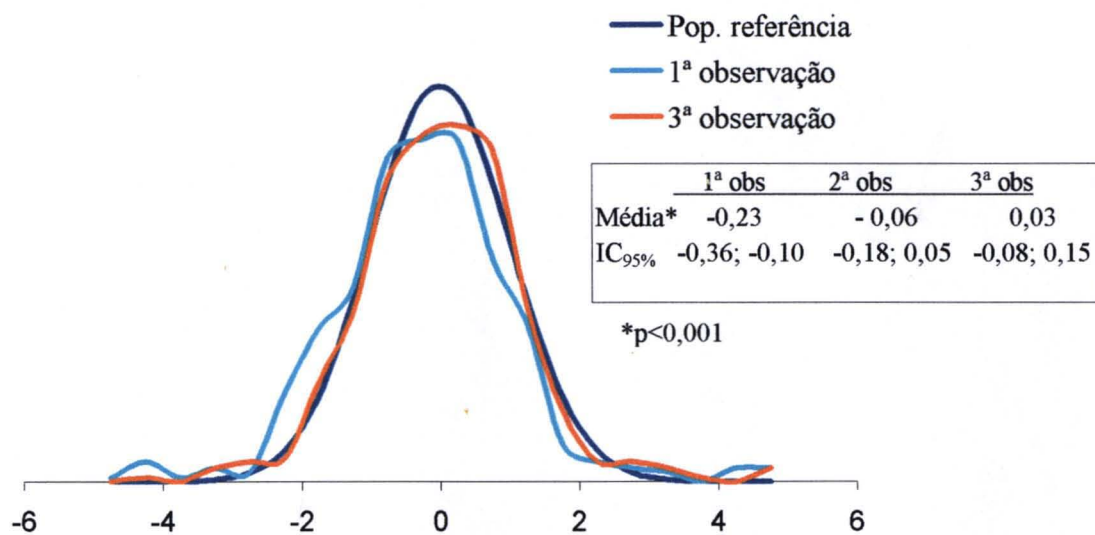 Pop. referência
1ª observação
3ª observação
1ª obs 2ª obs 3ª obs
Média* -0,23 - 0,06 0,03
IC95% -0,36; -0,10 -0,18; 0,05 -0,08; 0,15
*p<0,001
-6 -4 -2 0 2 4 6